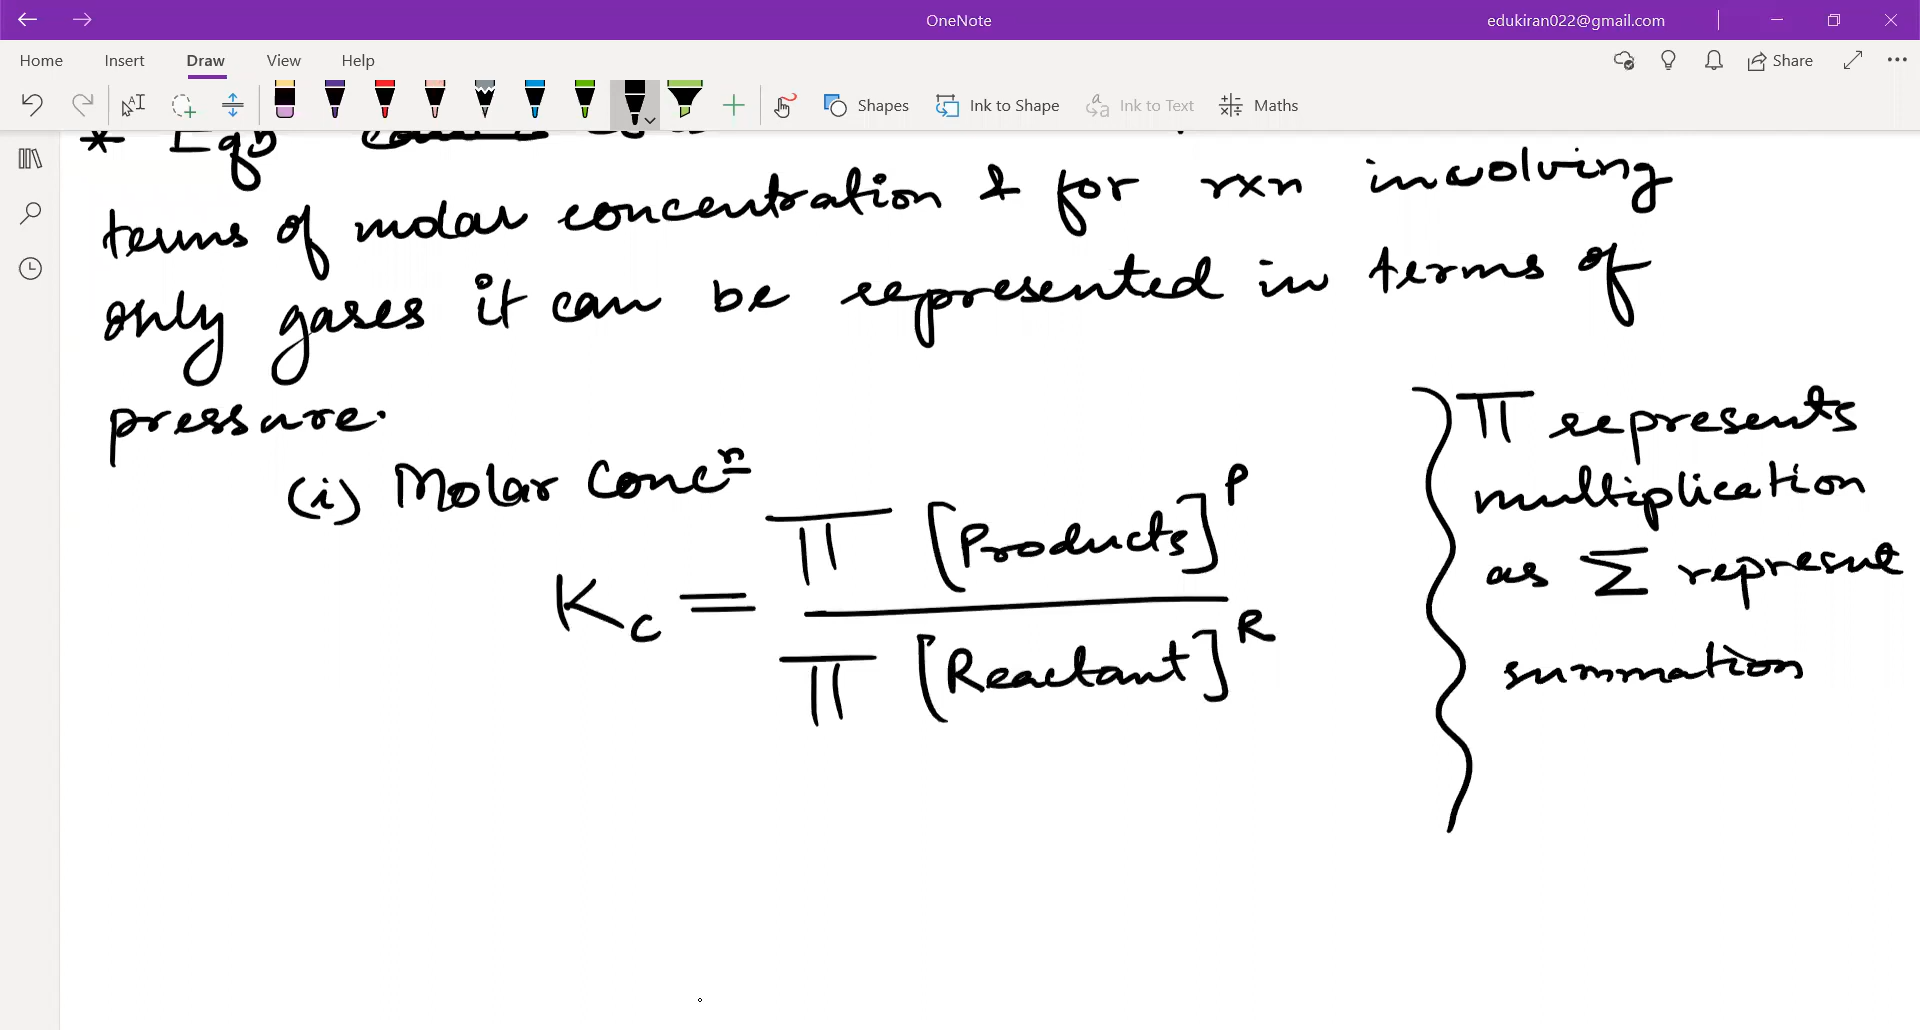 OneNote
edukiran022@gmail.com
Home Insert Draw View Help
Share
Shapes Ink to Shape Ink to Text Maths
terms of molar concentration & for rxn involving
only gases it can be represented in terms of
pressure.
(i) Molar Concⁿ
K_c = Π [Products]^P / Π [Reactant]^R
Π represents
multiplication
as Σ represent
summation